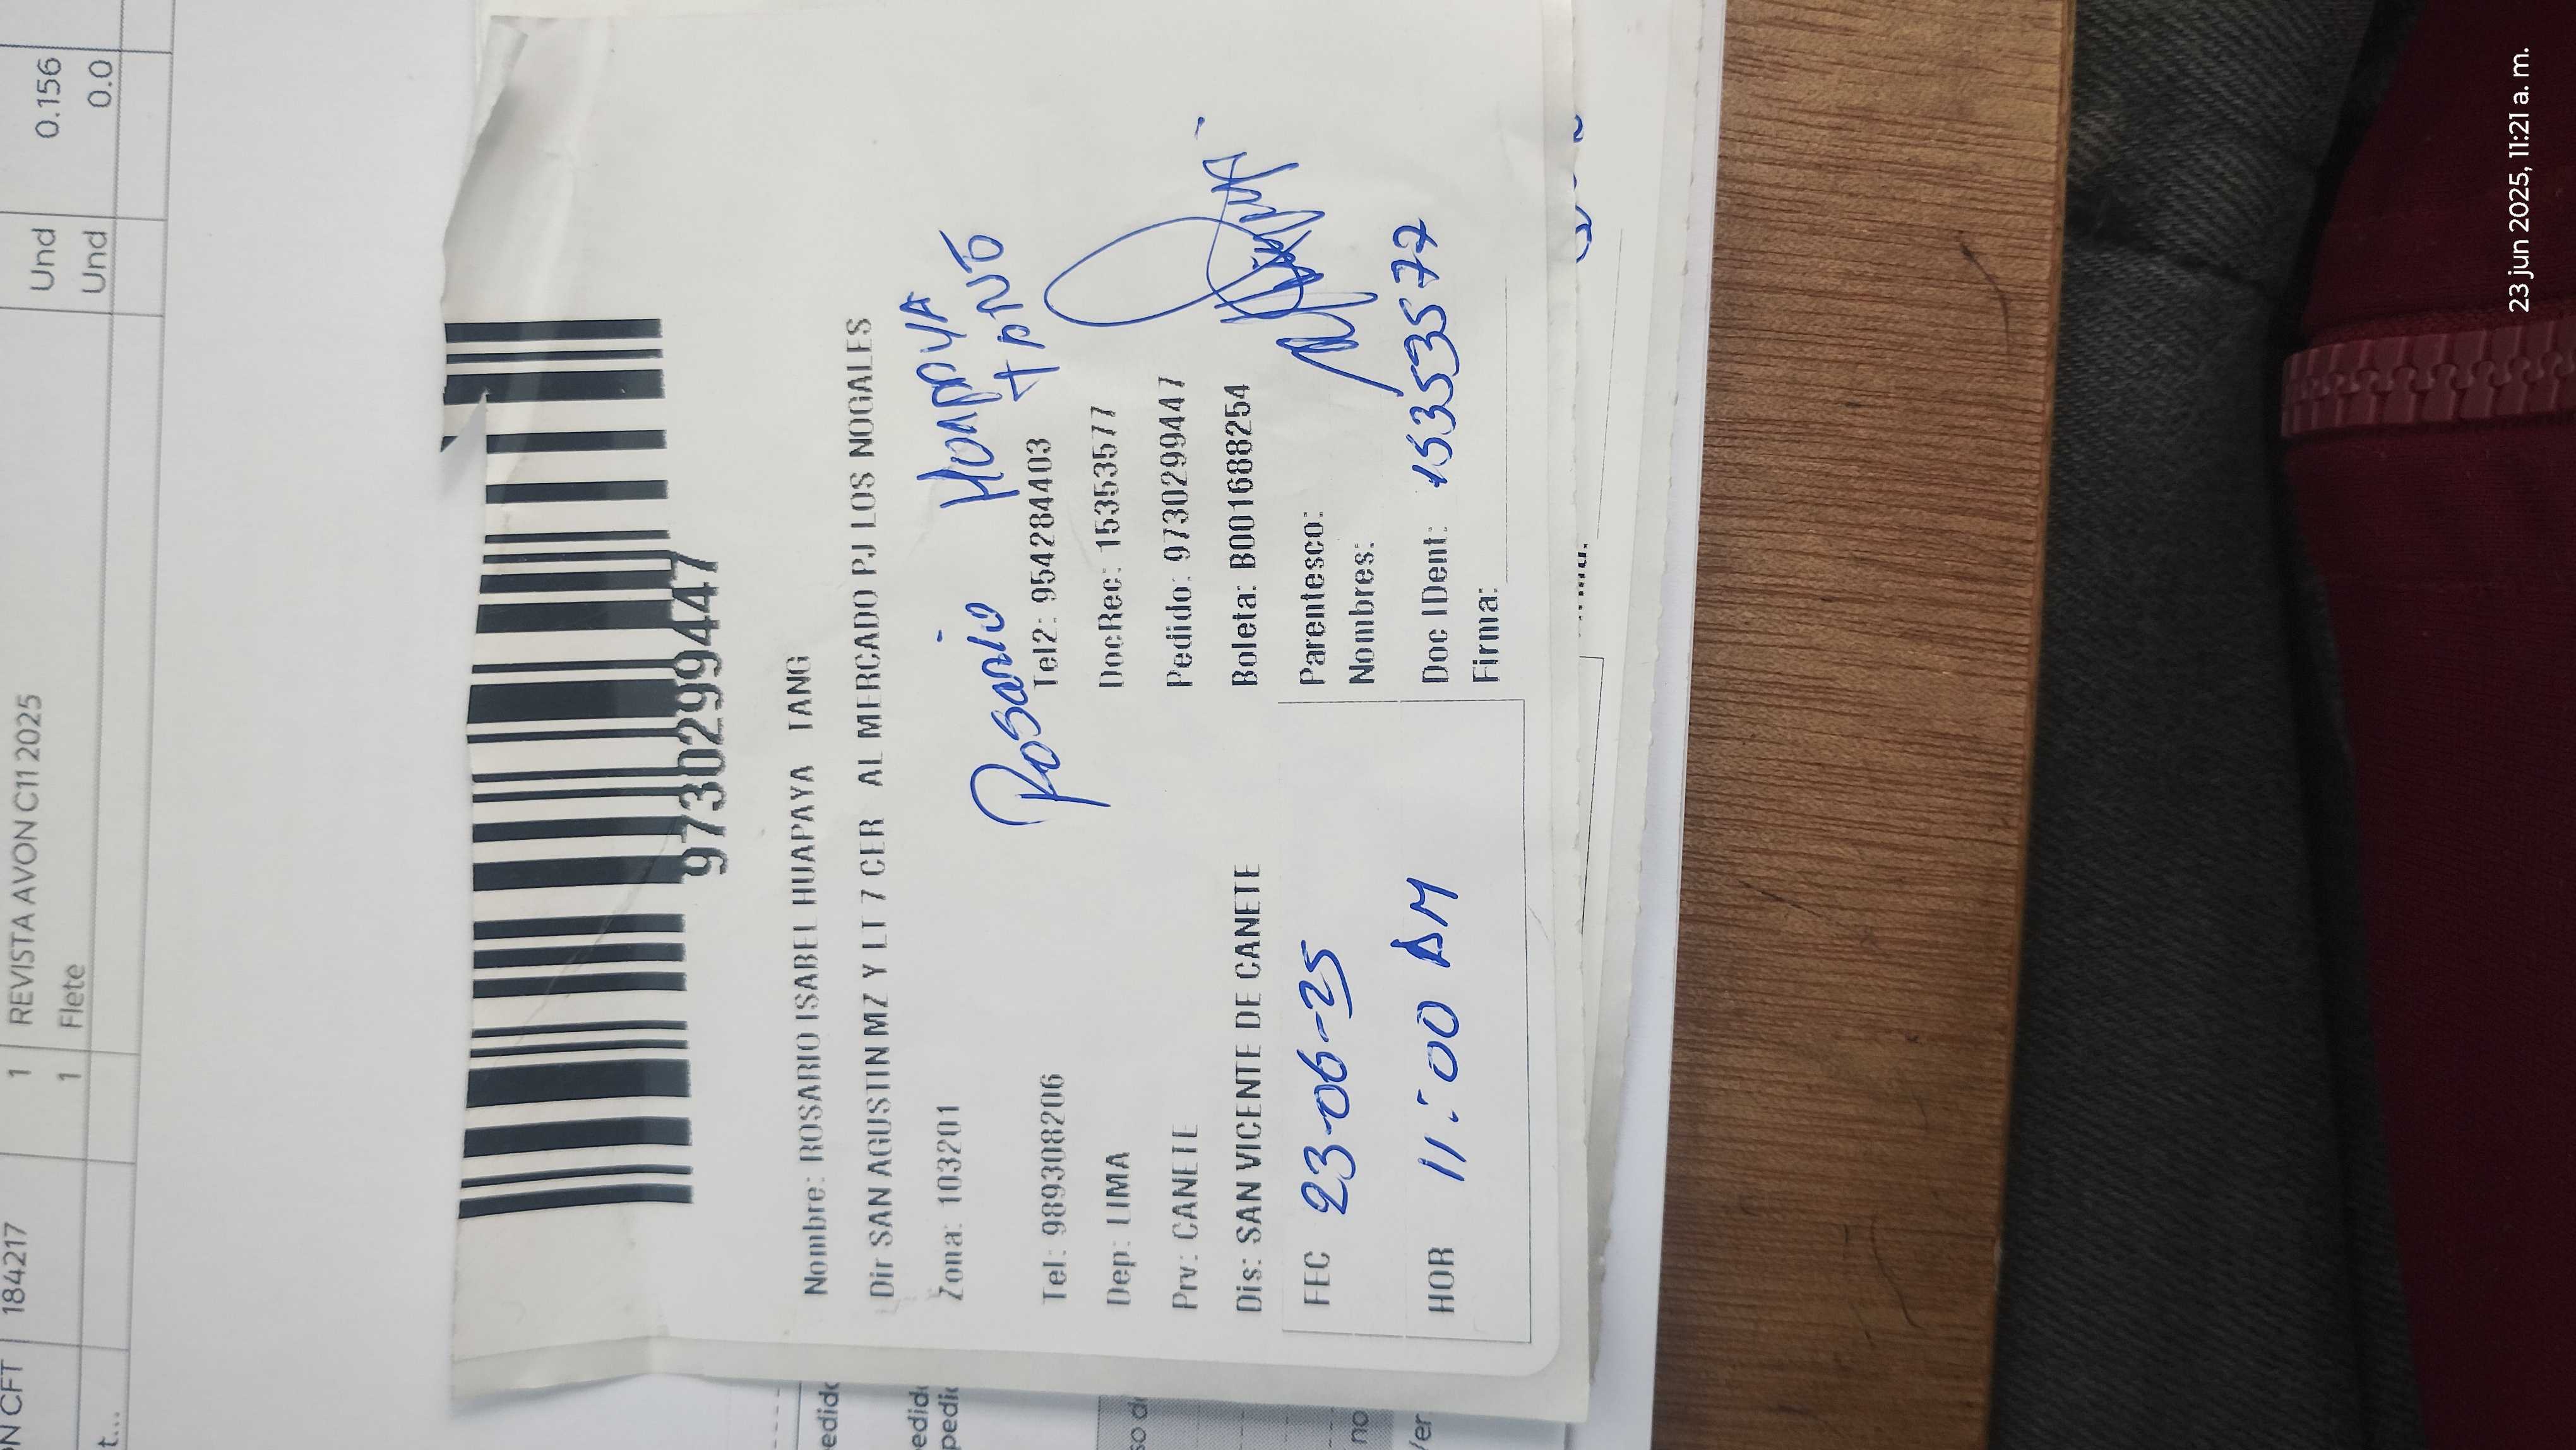 1 REVISTA AVON C11 2025 Und 0.156
1 Flete Und 0.0
N CFT 184217
t...
9730299447
Nombre: ROSARIO ISABEL HUAPAYA TANG
Dir SAN AGUSTIN MZ Y LT 7 CER AL MERCADO PJ LOS NOGALES
Zona: 103201
Rosario
Tel: 989308206 Tel2: 954284403
Dep: LIMA DocRec: 15353577
Prv: CANETE Pedido: 9730299447
Dis: SAN VICENTE DE CANETE Boleta: B001688254
FEC 23-06-25 Parentesco:
Nombres:
HOR 11:00 AM Doc IDent: 15353577
Firma:
23 jun 2025, 11:21 a. m.